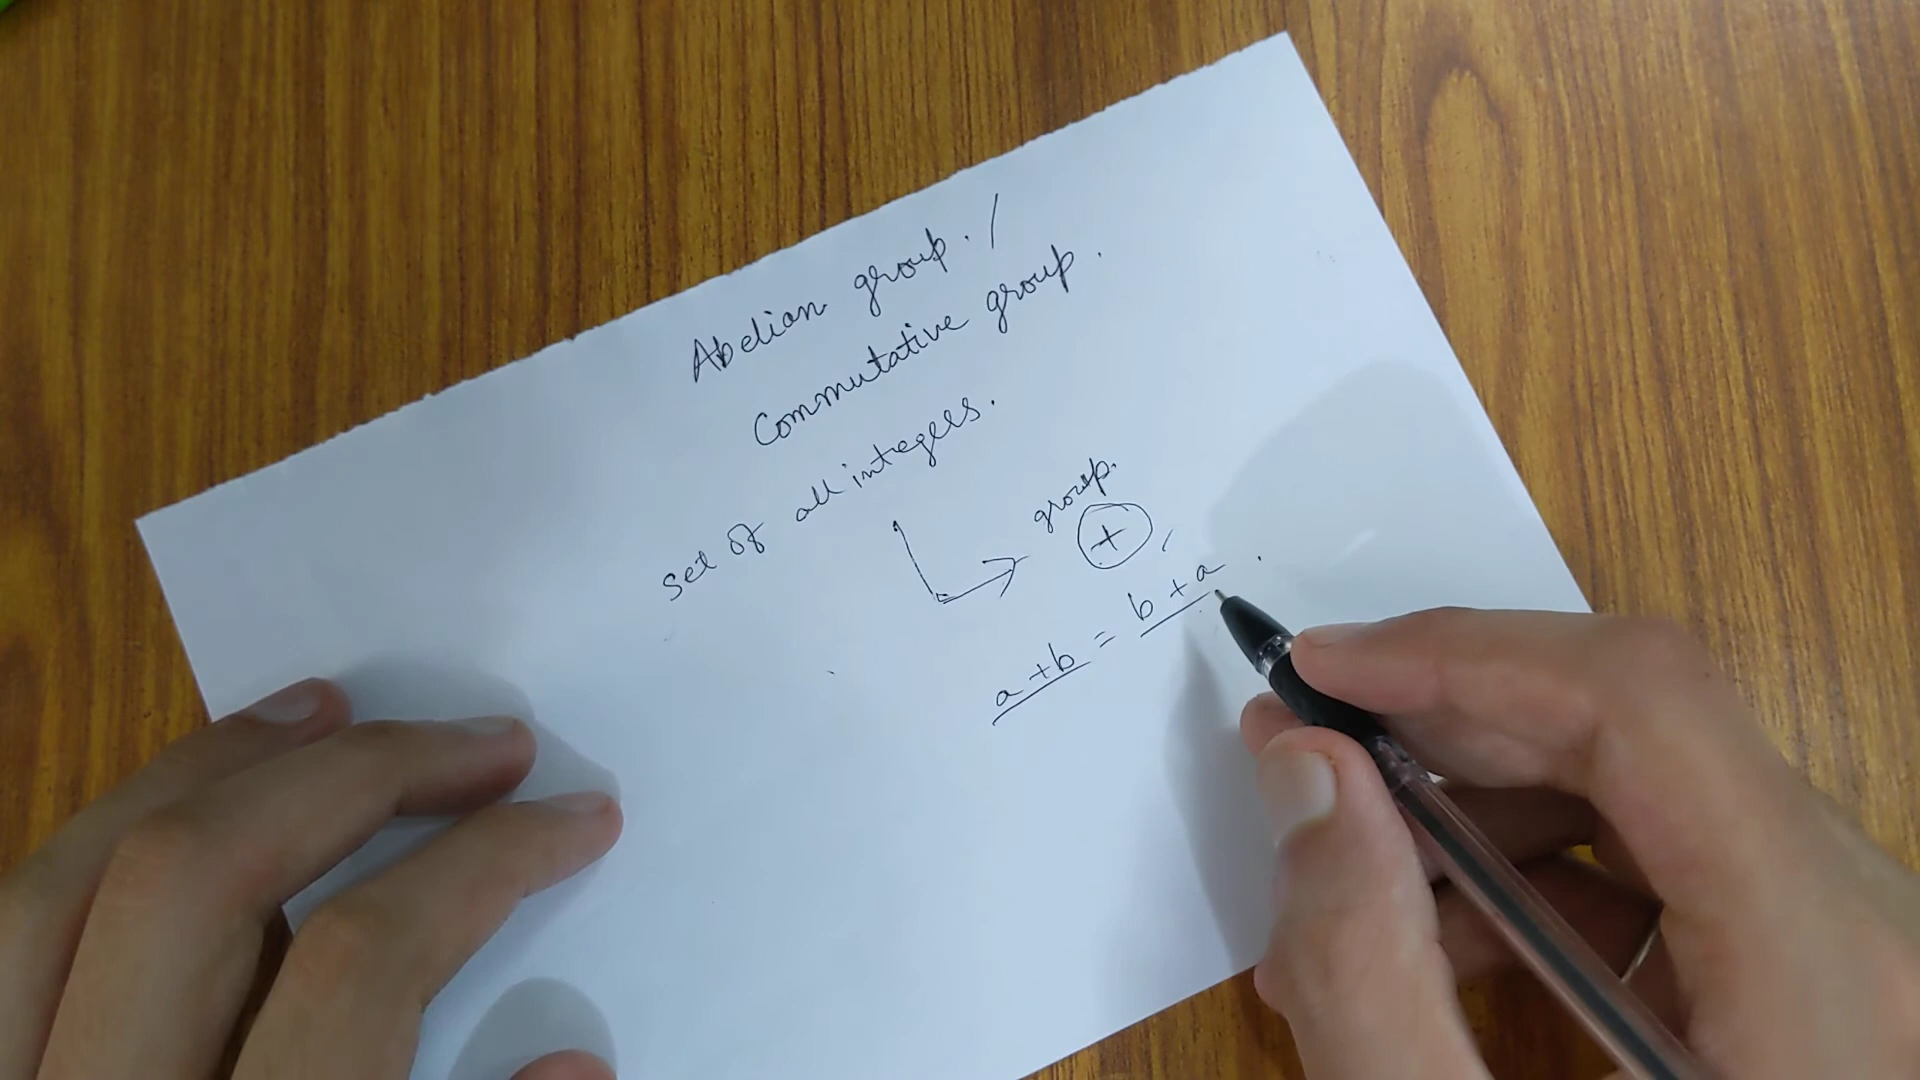 Abelian group. /
Commutative group.
set of all integers.
group.
+
a + b = b + a .